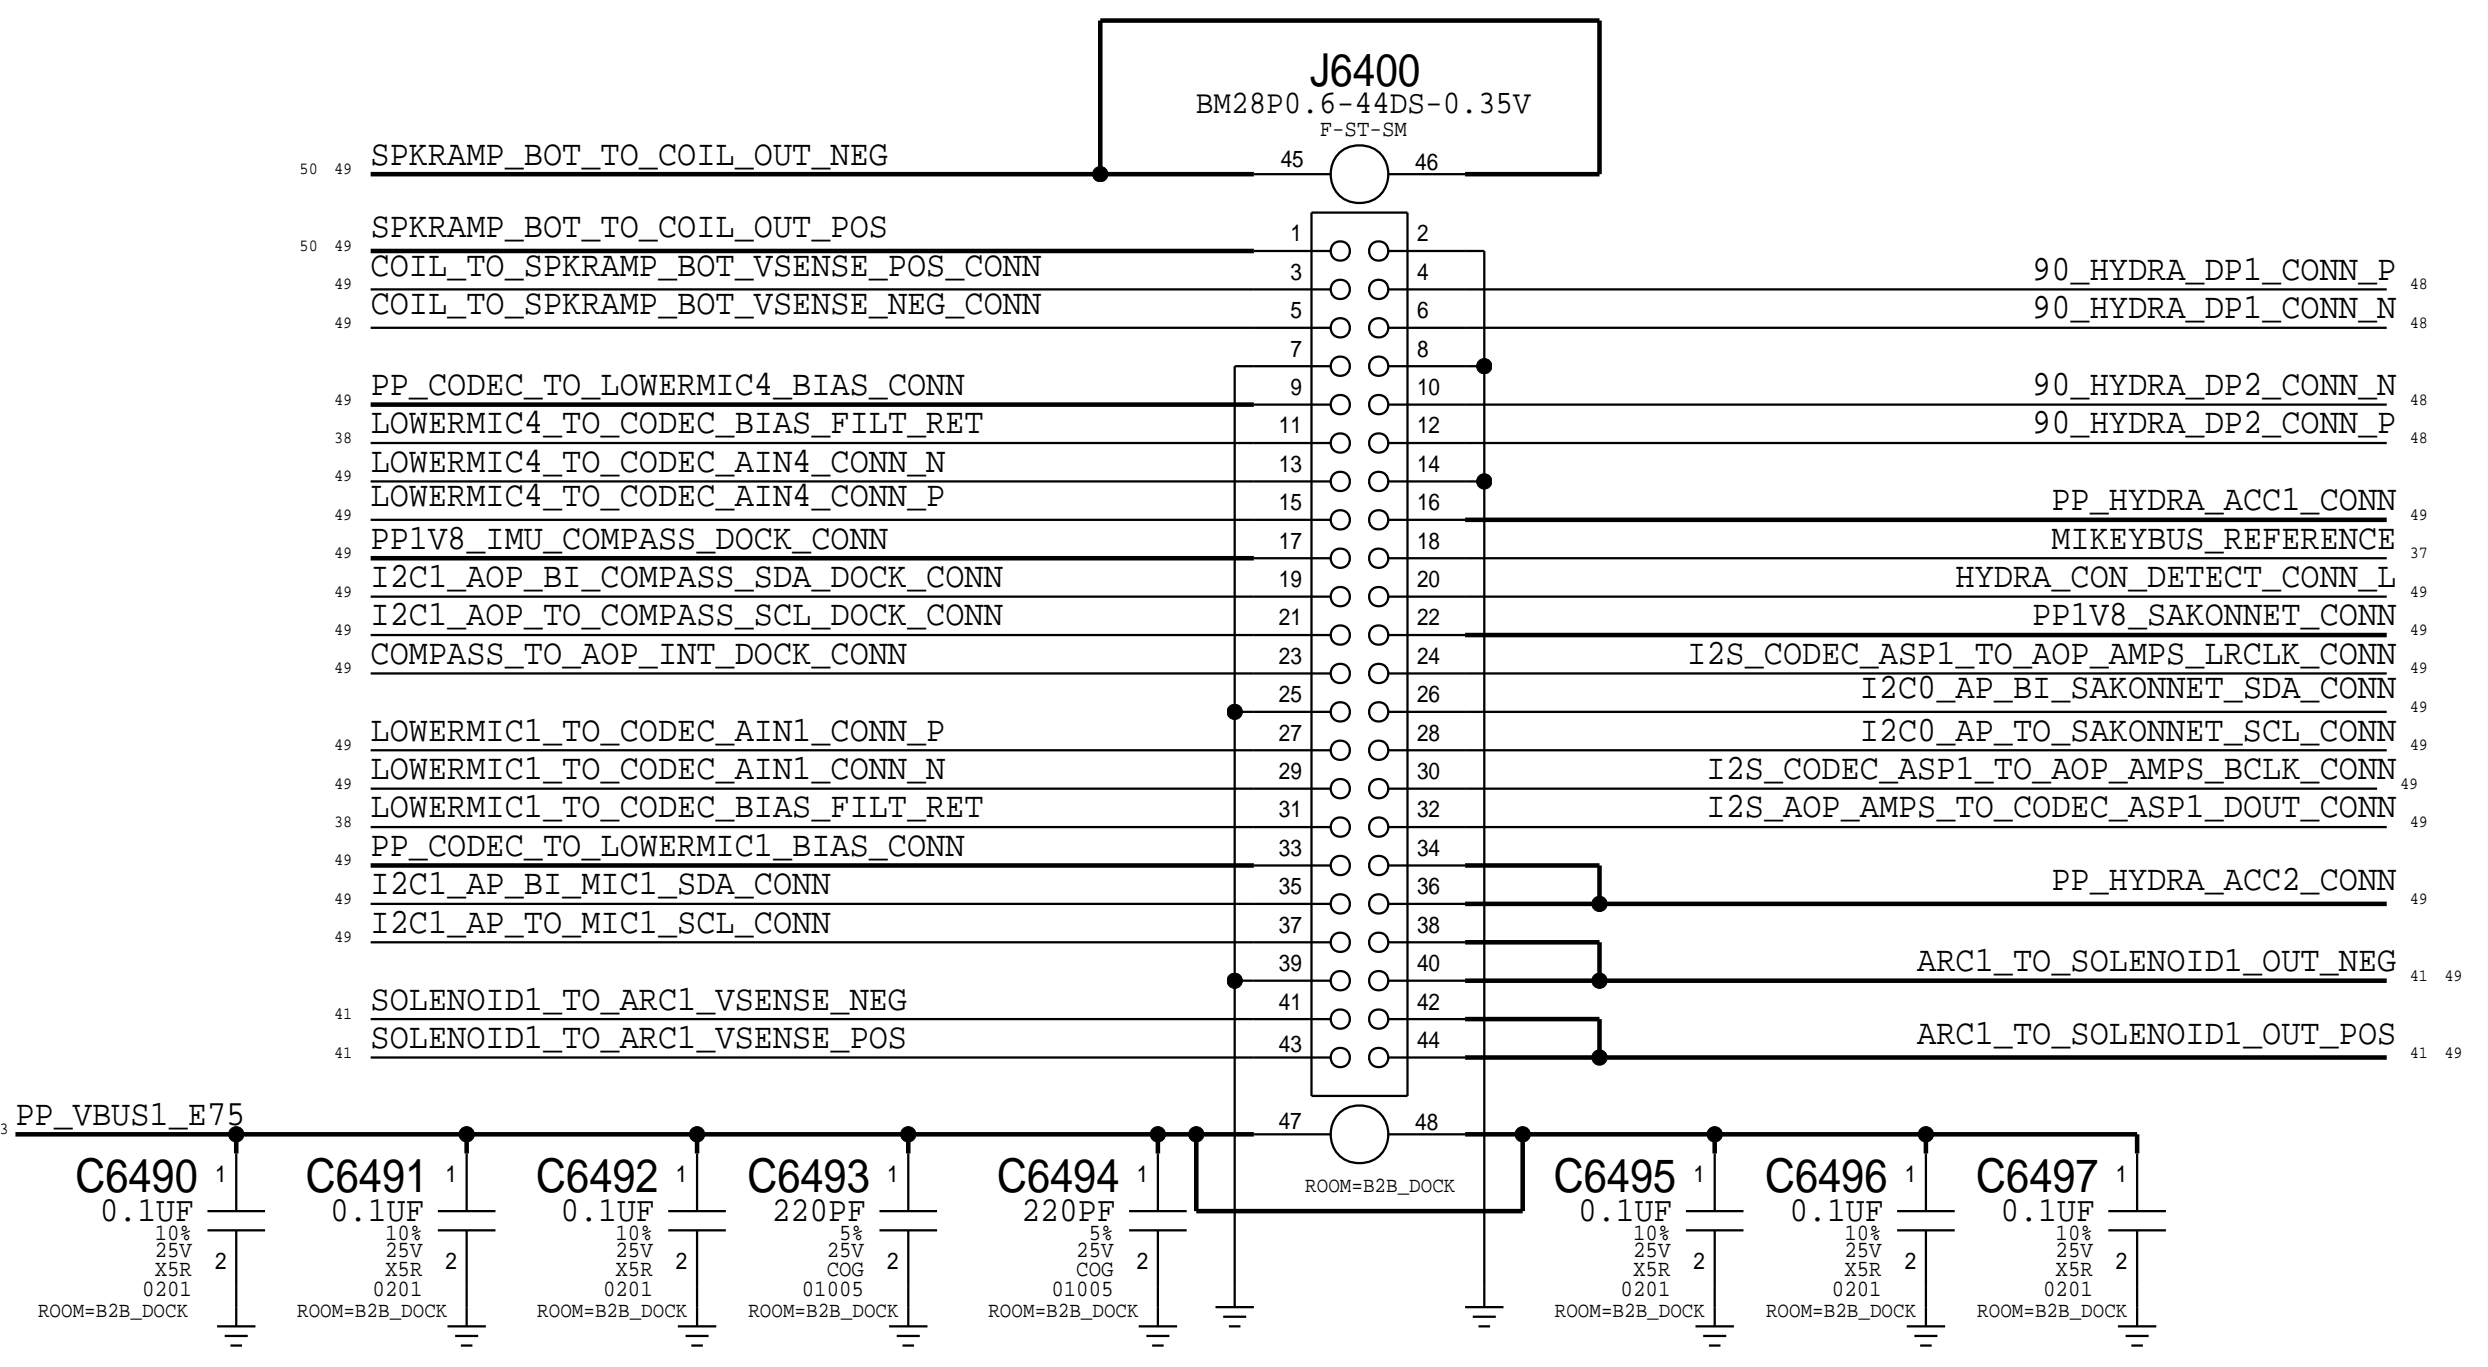 J6400
BM28P0.6-44DS-0.35V
F-ST-SM
50 49 SPKRAMP_BOT_TO_COIL_OUT_NEG 45 46
50 49 SPKRAMP_BOT_TO_COIL_OUT_POS 1 2
49 COIL_TO_SPKRAMP_BOT_VSENSE_POS_CONN 3 4 90_HYDRA_DP1_CONN_P 48
49 COIL_TO_SPKRAMP_BOT_VSENSE_NEG_CONN 5 6 90_HYDRA_DP1_CONN_N 48
7 8
49 PP_CODEC_TO_LOWERMIC4_BIAS_CONN 9 10 90_HYDRA_DP2_CONN_N 48
38 LOWERMIC4_TO_CODEC_BIAS_FILT_RET 11 12 90_HYDRA_DP2_CONN_P 48
49 LOWERMIC4_TO_CODEC_AIN4_CONN_N 13 14
49 LOWERMIC4_TO_CODEC_AIN4_CONN_P 15 16 PP_HYDRA_ACC1_CONN 49
49 PP1V8_IMU_COMPASS_DOCK_CONN 17 18 MIKEYBUS_REFERENCE 37
49 I2C1_AOP_BI_COMPASS_SDA_DOCK_CONN 19 20 HYDRA_CON_DETECT_CONN_L 49
49 I2C1_AOP_TO_COMPASS_SCL_DOCK_CONN 21 22 PP1V8_SAKONNET_CONN 49
49 COMPASS_TO_AOP_INT_DOCK_CONN 23 24 I2S_CODEC_ASP1_TO_AOP_AMPS_LRCLK_CONN 49
25 26 I2C0_AP_BI_SAKONNET_SDA_CONN 49
49 LOWERMIC1_TO_CODEC_AIN1_CONN_P 27 28 I2C0_AP_TO_SAKONNET_SCL_CONN 49
49 LOWERMIC1_TO_CODEC_AIN1_CONN_N 29 30 I2S_CODEC_ASP1_TO_AOP_AMPS_BCLK_CONN 49
38 LOWERMIC1_TO_CODEC_BIAS_FILT_RET 31 32 I2S_AOP_AMPS_TO_CODEC_ASP1_DOUT_CONN 49
49 PP_CODEC_TO_LOWERMIC1_BIAS_CONN 33 34
49 I2C1_AP_BI_MIC1_SDA_CONN 35 36 PP_HYDRA_ACC2_CONN 49
49 I2C1_AP_TO_MIC1_SCL_CONN 37 38
39 40 ARC1_TO_SOLENOID1_OUT_NEG 41 49
41 SOLENOID1_TO_ARC1_VSENSE_NEG 41 42
41 SOLENOID1_TO_ARC1_VSENSE_POS 43 44 ARC1_TO_SOLENOID1_OUT_POS 41 49
3 PP_VBUS1_E75 47 48
C6490 1 C6491 1 C6492 1 C6493 1 C6494 1 ROOM=B2B_DOCK C6495 1 C6496 1 C6497 1
0.1UF 0.1UF 0.1UF 220PF 220PF 0.1UF 0.1UF 0.1UF
10% 10% 10% 5% 5% 10% 10% 10%
25V 25V 25V 25V 25V 25V 25V 25V
X5R 2 X5R 2 X5R 2 COG 2 COG 2 X5R 2 X5R 2 X5R 2
0201 0201 0201 01005 01005 0201 0201 0201
ROOM=B2B_DOCK ROOM=B2B_DOCK ROOM=B2B_DOCK ROOM=B2B_DOCK ROOM=B2B_DOCK ROOM=B2B_DOCK ROOM=B2B_DOCK ROOM=B2B_DOCK